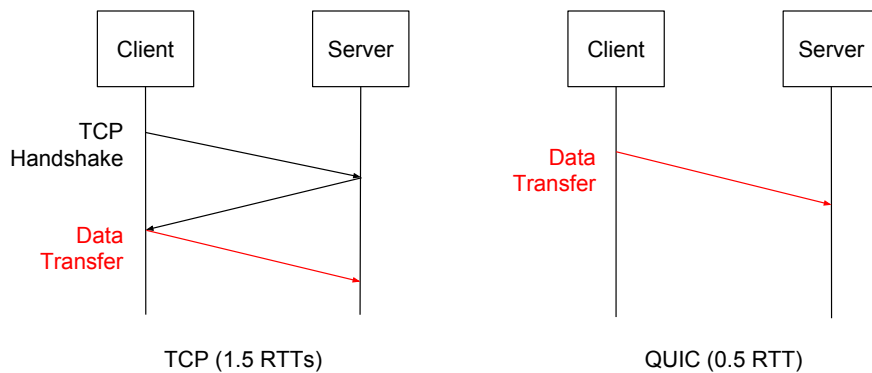 Client
Server
TCP
Handshake
Data
Transfer
TCP (1.5 RTTs)
Client
Server
Data
Transfer
QUIC (0.5 RTT)